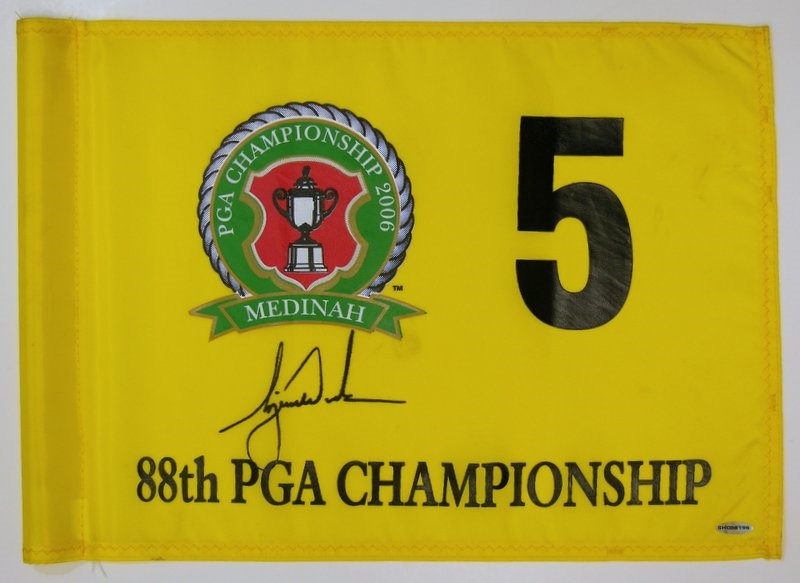 PGA CHAMPIONSHIP 2006
MEDINAH
™
5
88th PGA CHAMPIONSHIP